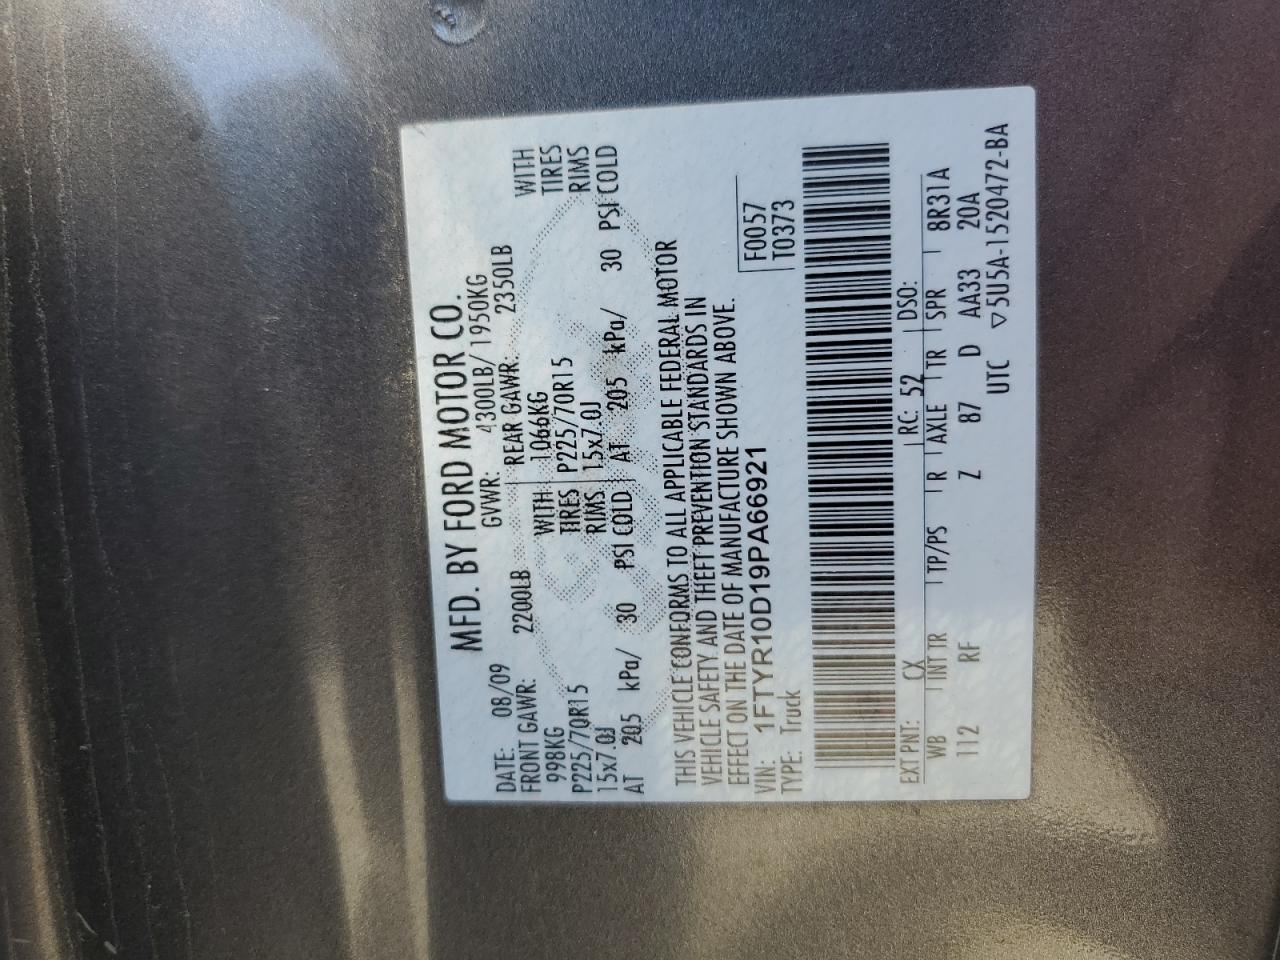 MFD. BY FORD MOTOR CO.
DATE: 08/09 GVWR: 4300LB/ 1950KG
FRONT GAWR: 2200LB REAR GAWR: 2350LB
998KG WITH 1066KG WITH
P225/70R15 TIRES P225/70R15 TIRES
15x7.0J RIMS 15x7.0J RIMS
AT 205 kPa/ 30 PSI COLD AT 205 kPa/ 30 PSI COLD
THIS VEHICLE CONFORMS TO ALL APPLICABLE FEDERAL MOTOR
VEHICLE SAFETY AND THEFT PREVENTION STANDARDS IN
EFFECT ON THE DATE OF MANUFACTURE SHOWN ABOVE.
VIN: 1FTYR10D19PA66921 F0057
TYPE: Truck T0373
EXT PNT: CX RC: 52 DSO:
WB INT TR TP/PS R AXLE TR SPR 8R31A
112 RF Z 87 D AA33 20A
UTC ▽5U5A-1520472-BA